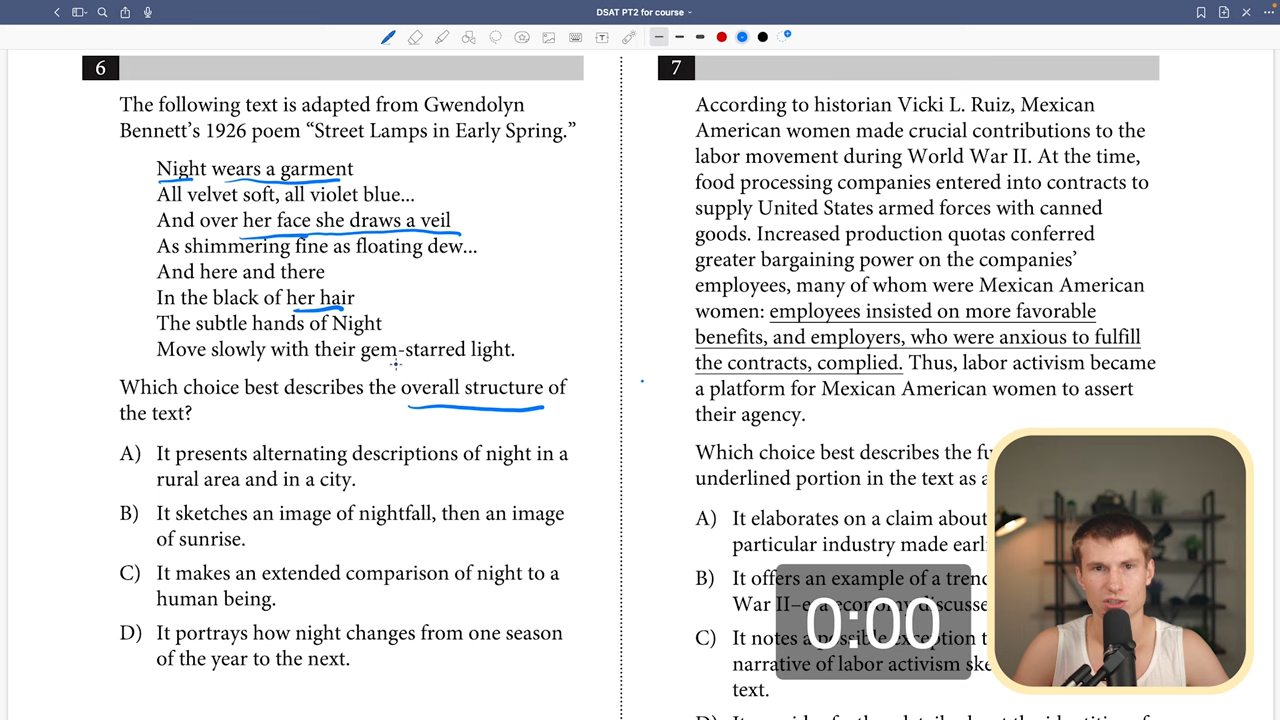 DSAT PT2 for course
6
The following text is adapted from Gwendolyn
Bennett’s 1926 poem “Street Lamps in Early Spring.”
Night wears a garment
All velvet soft, all violet blue...
And over her face she draws a veil
As shimmering fine as floating dew...
And here and there
In the black of her hair
The subtle hands of Night
Move slowly with their gem-starred light.
Which choice best describes the overall structure of
the text?
A) It presents alternating descriptions of night in a
rural area and in a city.
B) It sketches an image of nightfall, then an image
of sunrise.
C) It makes an extended comparison of night to a
human being.
D) It portrays how night changes from one season
of the year to the next.
7
According to historian Vicki L. Ruiz, Mexican
American women made crucial contributions to the
labor movement during World War II. At the time,
food processing companies entered into contracts to
supply United States armed forces with canned
goods. Increased production quotas conferred
greater bargaining power on the companies’
employees, many of whom were Mexican American
women: employees insisted on more favorable
benefits, and employers, who were anxious to fulfill
the contracts, complied. Thus, labor activism became
a platform for Mexican American women to assert
their agency.
Which choice best describes the
underlined portion in the text as
A) It elaborates on a claim about
particular industry made
B) It offers an example of a
War II–era economy
C) It notes a possible exception
narrative of labor activism
text.
D)
0:00